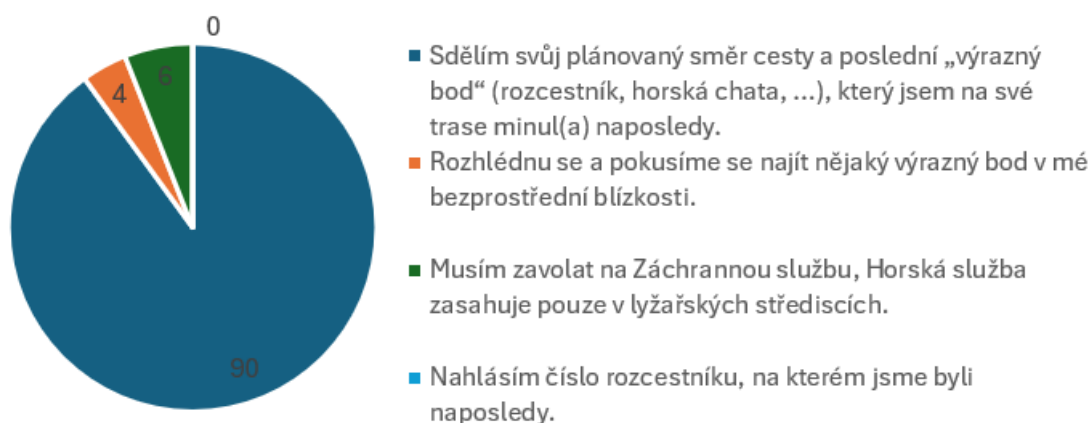 0
6
4
90
Sdělím svůj plánovaný směr cesty a poslední „výrazný
bod“ (rozcestník, horská chata, ...), který jsem na své
trase minul(a) naposledy.
Rozhlédnu se a pokusíme se najít nějaký výrazný bod v mé
bezprostřední blízkosti.
Musím zavolat na Záchrannou službu, Horská služba
zasahuje pouze v lyžařských střediscích.
Nahlásím číslo rozcestníku, na kterém jsme byli
naposledy.